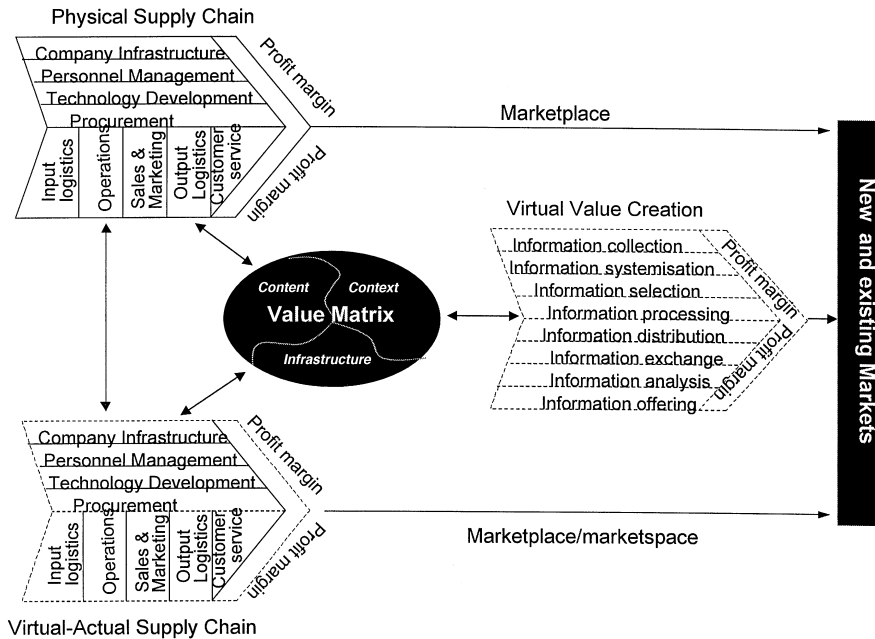 Physical Supply Chain
Company Infrastructure
Personnel Management
Technology Development
Procurement
Input
logistics
Operations
Sales &
Marketing
Output
Logistics
Customer
service
Profit margin
Profit margin
Marketplace
Virtual Value Creation
Information collection
Information systemisation
Information selection
Information processing
Information distribution
Information exchange
Information analysis
Information offering
Profit margin
Profit margin
New and existing Markets
Content
Context
Value Matrix
Infrastructure
Company Infrastructure
Personnel Management
Technology Development
Procurement
Input
logistics
Operations
Sales &
Marketing
Output
Logistics
Customer
service
Profit margin
Profit margin
Marketplace/marketspace
Virtual-Actual Supply Chain